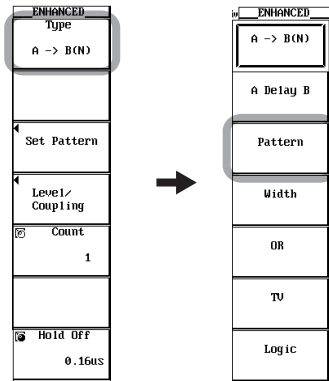 ENHANCED
Type
A -> B(N)
Set Pattern
Level/
Coupling
Count
1
Hold Off
0.16us
ENHANCED
A -> B(N)
A Delay B
Pattern
Width
OR
TV
Logic